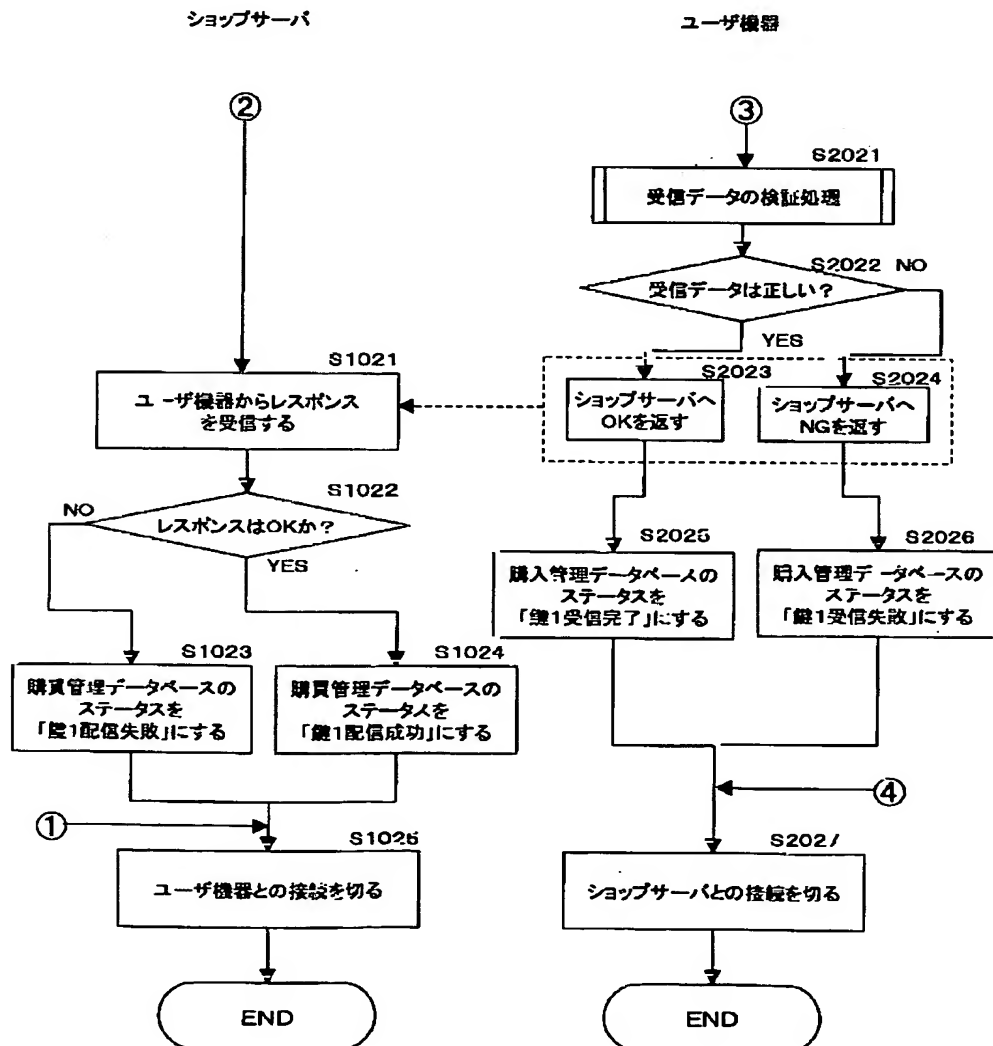 ショップサーバ
ユーザ機器
②
③
S2021
受信データの検証処理
S2022
NO
受信データは正しい?
YES
S1021
ユーザ機器からレスポンス
を受信する
S2023
ショップサーバへ
OKを返す
S2024
ショップサーバへ
NGを返す
S1022
NO
レスポンスはOKか?
YES
S2025
購入管理データベースの
ステータスを
「鍵1受信完了」にする
S2026
購入管理データベースの
ステータスを
「鍵1受信失敗」にする
S1023
購買管理データベースの
ステータスを
「鍵1配信失敗」にする
S1024
購買管理データベースの
ステータスを
「鍵1配信成功」にする
①
④
S1026
ユーザ機器との接続を切る
S2027
ショップサーバとの接続を切る
END
END